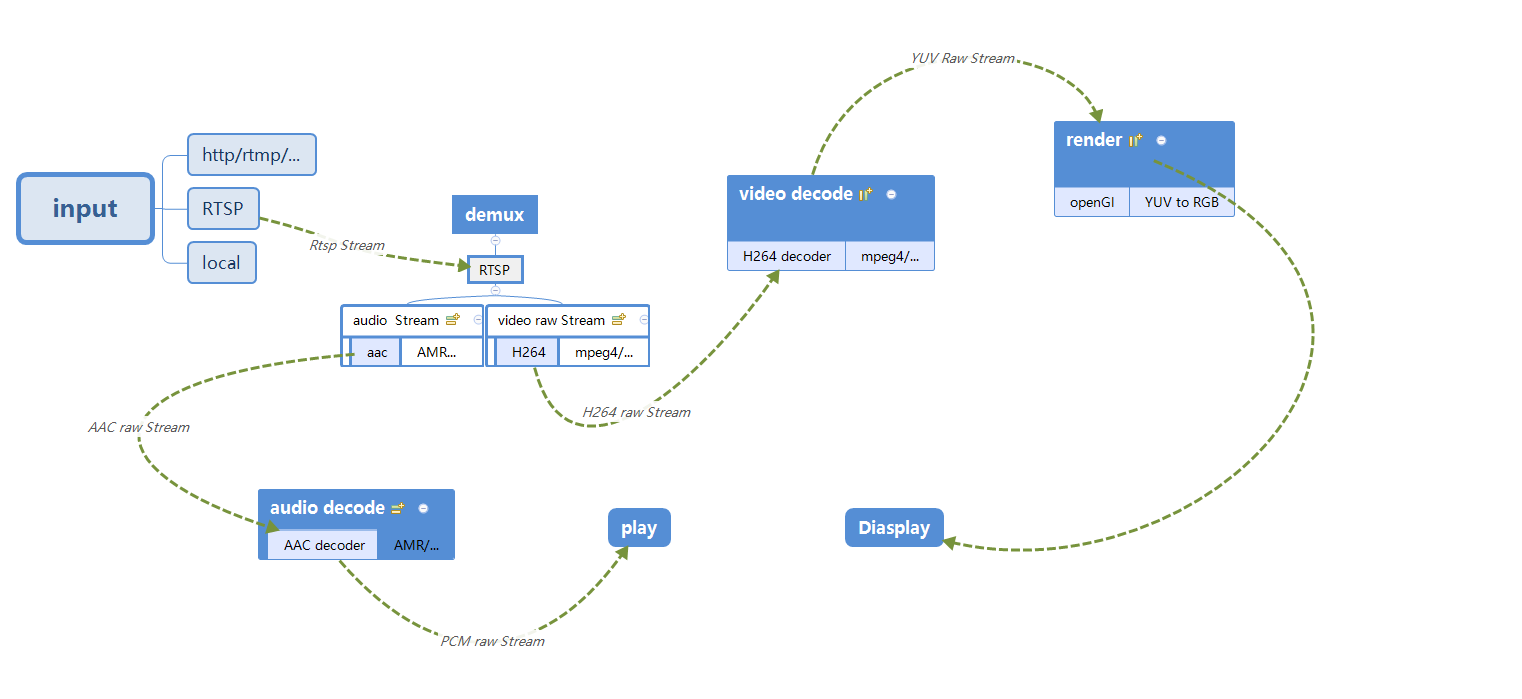 input
http/rtmp/...
RTSP
local
Rtsp Stream
demux
RTSP
audio Stream
video raw Stream
aac
AMR...
H264
mpeg4/...
AAC raw Stream
H264 raw Stream
audio decode
AAC decoder
AMR/...
PCM raw Stream
play
video decode
H264 decoder
mpeg4/...
YUV Raw Stream
render
openGl
YUV to RGB
Diasplay